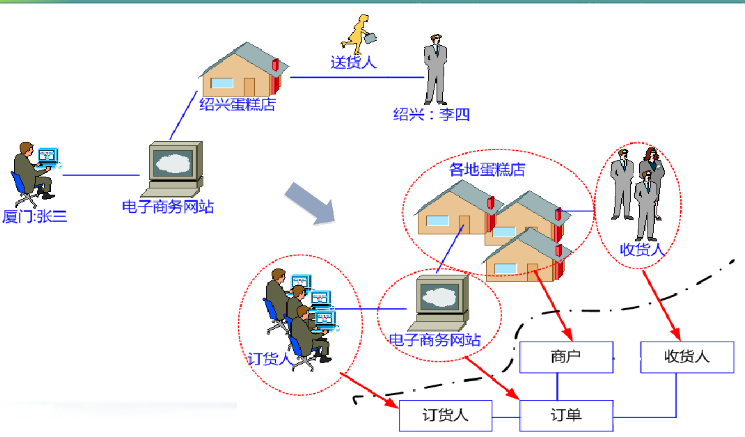 送货人
绍兴蛋糕店
绍兴：李四
厦门:张三
电子商务网站
各地蛋糕店
收货人
订货人
电子商务网站
商户
收货人
订货人
订单